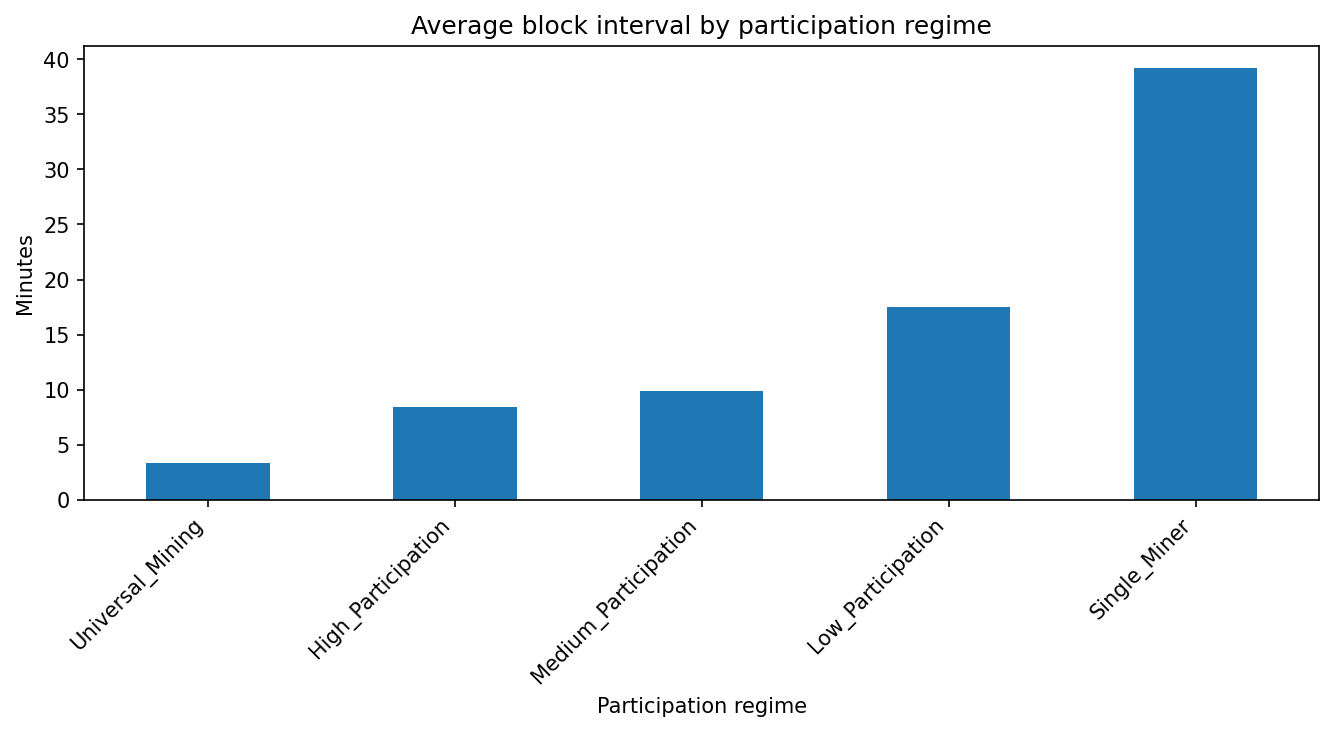 Average block interval by participation regime
Minutes
40
35
30
25
20
15
10
5
0
Universal_Mining
High_Participation
Medium_Participation
Low_Participation
Single_Miner
Participation regime